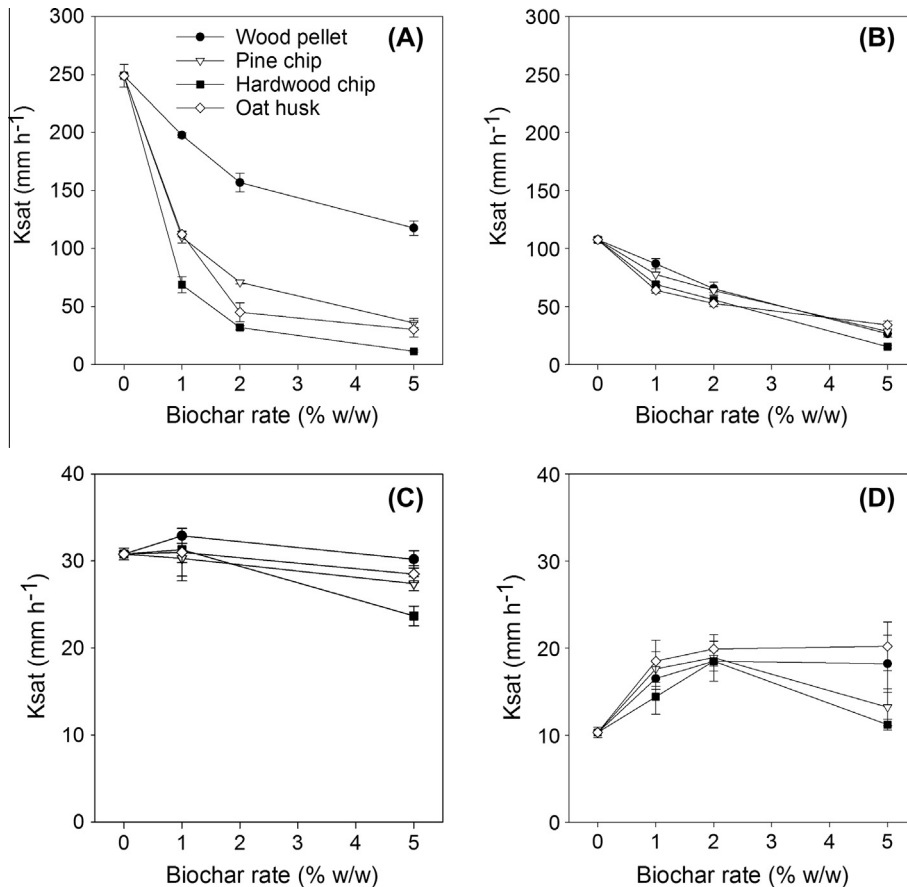 300
250
200
150
100
50
0
Ksat (mm h⁻¹)
Wood pellet
Pine chip
Hardwood chip
Oat husk
(A)
0 1 2 3 4 5
Biochar rate (% w/w)
300
250
200
150
100
50
0
Ksat (mm h⁻¹)
(B)
0 1 2 3 4 5
Biochar rate (% w/w)
40
30
20
10
0
Ksat (mm h⁻¹)
(C)
0 1 2 3 4 5
Biochar rate (% w/w)
40
30
20
10
0
Ksat (mm h⁻¹)
(D)
0 1 2 3 4 5
Biochar rate (% w/w)